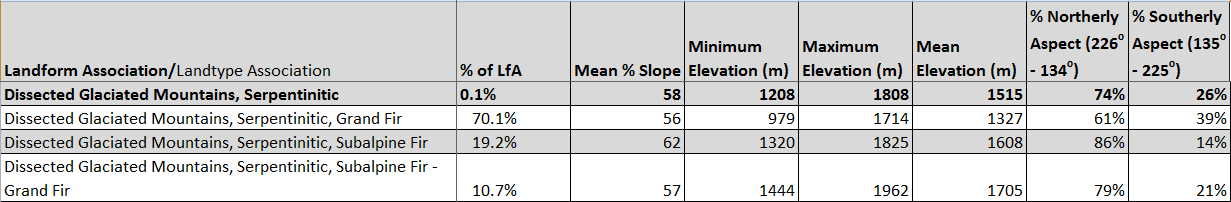 Landform Association/Landtype Association % of LfA Mean % Slope Minimum Elevation (m) Maximum Elevation (m) Mean Elevation (m) % Northerly Aspect (226° - 134°) % Southerly Aspect (135° - 225°)
Dissected Glaciated Mountains, Serpentinitic 0.1% 58 1208 1808 1515 74% 26%
Dissected Glaciated Mountains, Serpentinitic, Grand Fir 70.1% 56 979 1714 1327 61% 39%
Dissected Glaciated Mountains, Serpentinitic, Subalpine Fir 19.2% 62 1320 1825 1608 86% 14%
Dissected Glaciated Mountains, Serpentinitic, Subalpine Fir -
Grand Fir 10.7% 57 1444 1962 1705 79% 21%